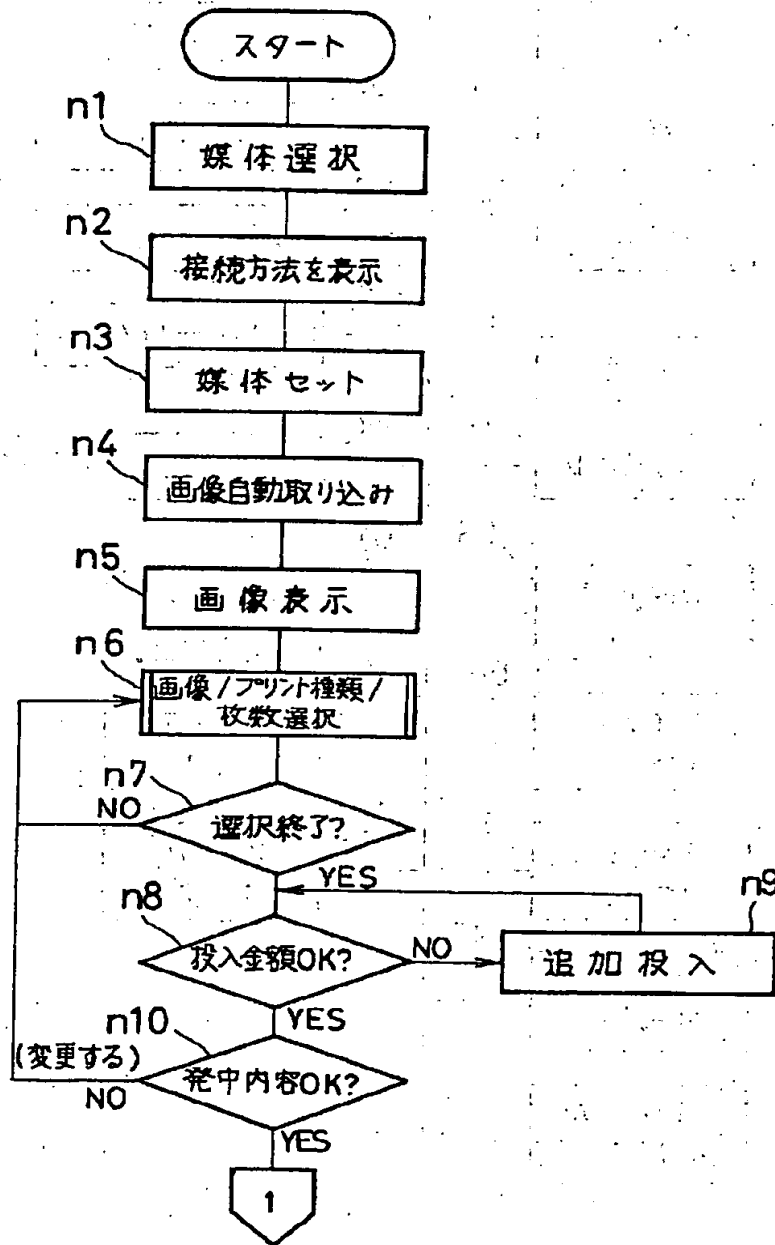 スタート
n1
媒体選択
n2
接続方法を表示
n3
媒体セット
n4
画像自動取り込み
n5
画像表示
n6
画像/プリント種類/
枚数選択
n7
NO
選択終了?
YES
n8
投入金額OK?
NO
n9
追加投入
YES
n10
(変更する)
NO
発中内容OK?
YES
1